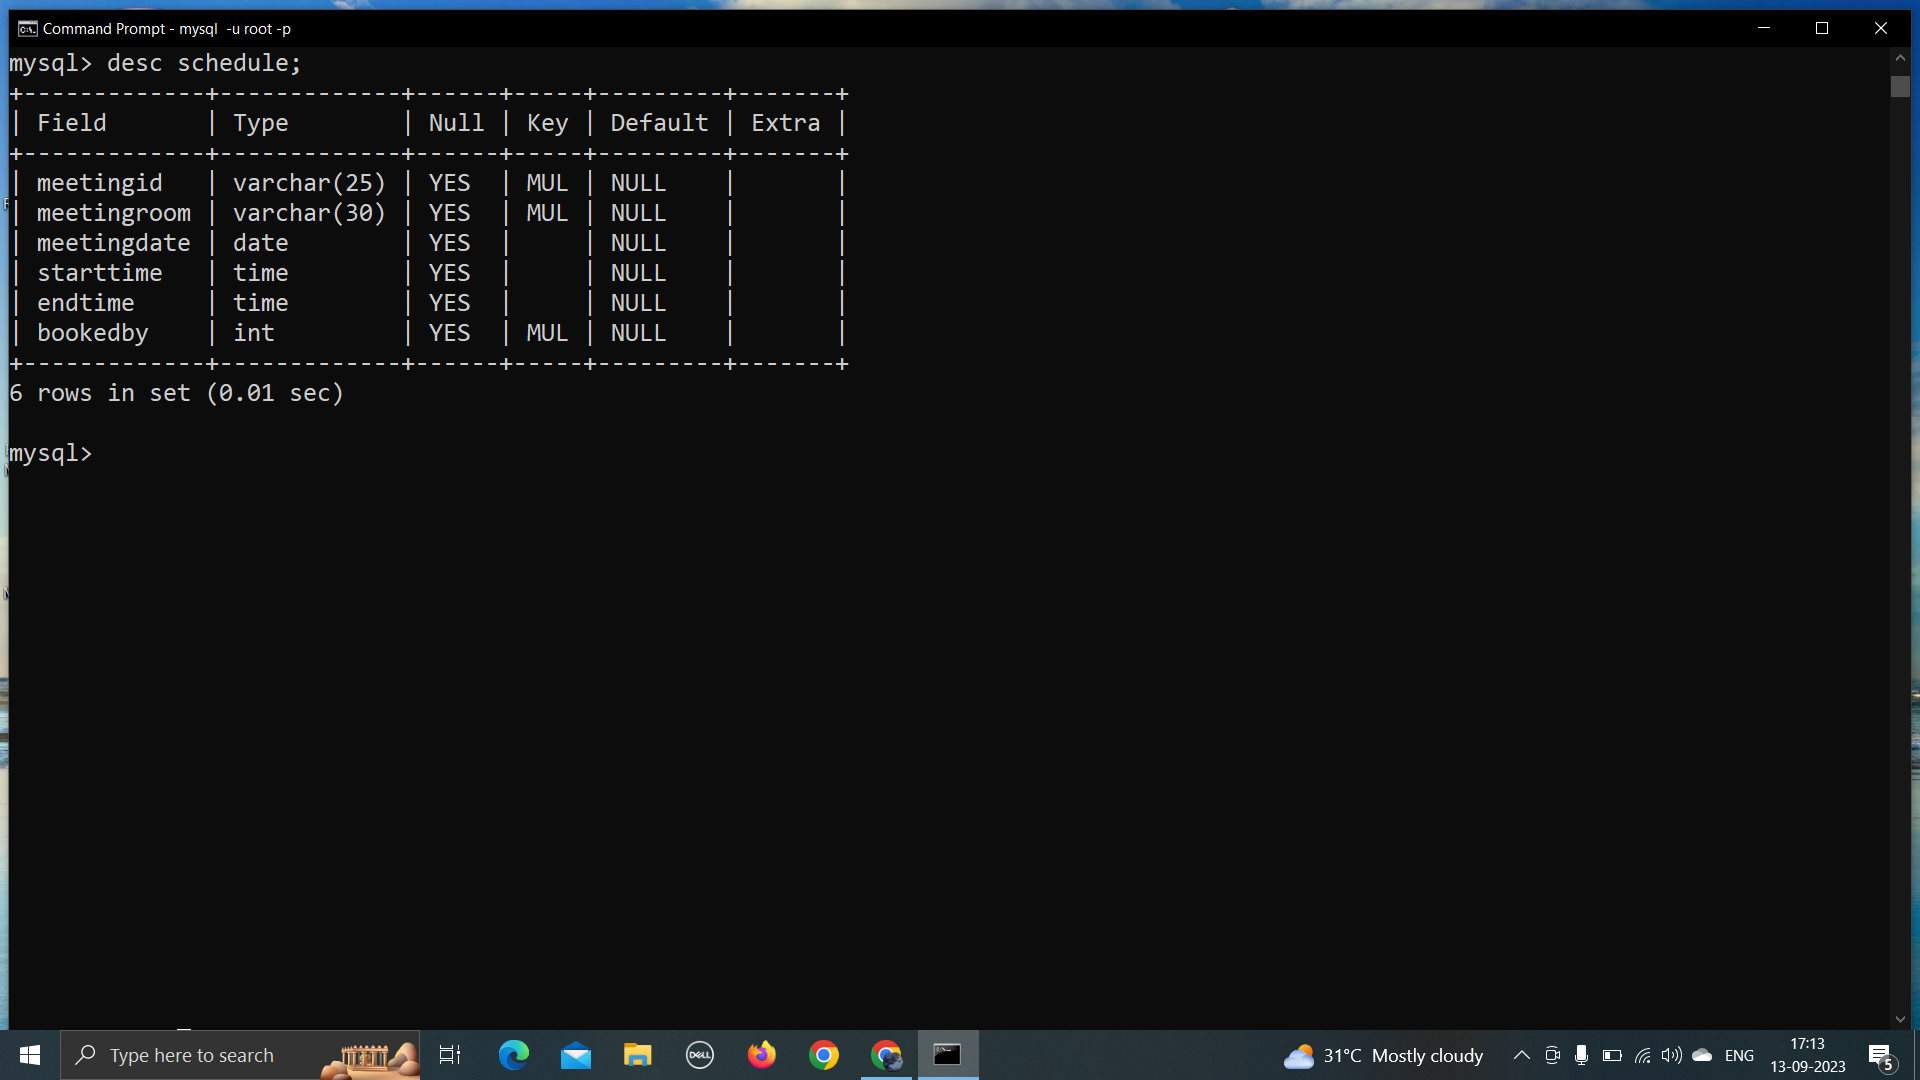 Command Prompt - mysql  -u root -p
mysql> desc schedule;
+-------------+-------------+------+-----+---------+-------+
| Field       | Type        | Null | Key | Default | Extra |
+-------------+-------------+------+-----+---------+-------+
| meetingid   | varchar(25) | YES  | MUL | NULL    |       |
| meetingroom | varchar(30) | YES  | MUL | NULL    |       |
| meetingdate | date        | YES  |     | NULL    |       |
| starttime   | time        | YES  |     | NULL    |       |
| endtime     | time        | YES  |     | NULL    |       |
| bookedby    | int         | YES  | MUL | NULL    |       |
+-------------+-------------+------+-----+---------+-------+
6 rows in set (0.01 sec)
mysql>
Type here to search
DELL
31°C Mostly cloudy
ENG
17:13
13-09-2023
5